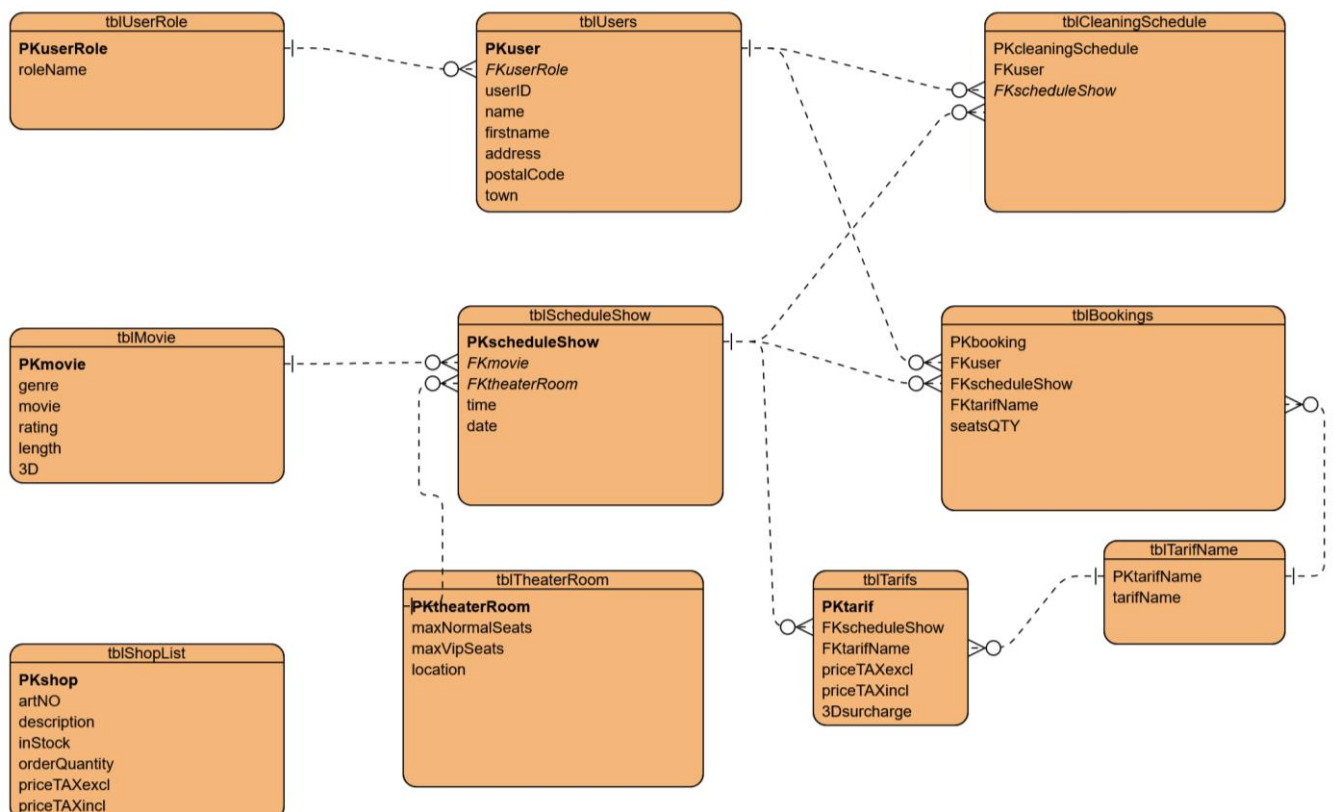 tblUserRole
PKuserRole
roleName
tblUsers
PKuser
FKuserRole
userID
name
firstname
address
postalCode
town
tblCleaningSchedule
PKcleaningSchedule
FKuser
FKscheduleShow
tblMovie
PKmovie
genre
movie
rating
length
3D
tblScheduleShow
PKscheduleShow
FKmovie
FKtheaterRoom
time
date
tblBookings
PKbooking
FKuser
FKscheduleShow
FKtarifName
seatsQTY
tblShopList
PKshop
artNO
description
inStock
orderQuantity
priceTAXexcl
priceTAXincl
tblTheaterRoom
PKtheaterRoom
maxNormalSeats
maxVipSeats
location
tblTarifs
PKtarif
FKscheduleShow
FKtarifName
priceTAXexcl
priceTAXincl
3Dsurcharge
tblTarifName
PKtarifName
tarifName